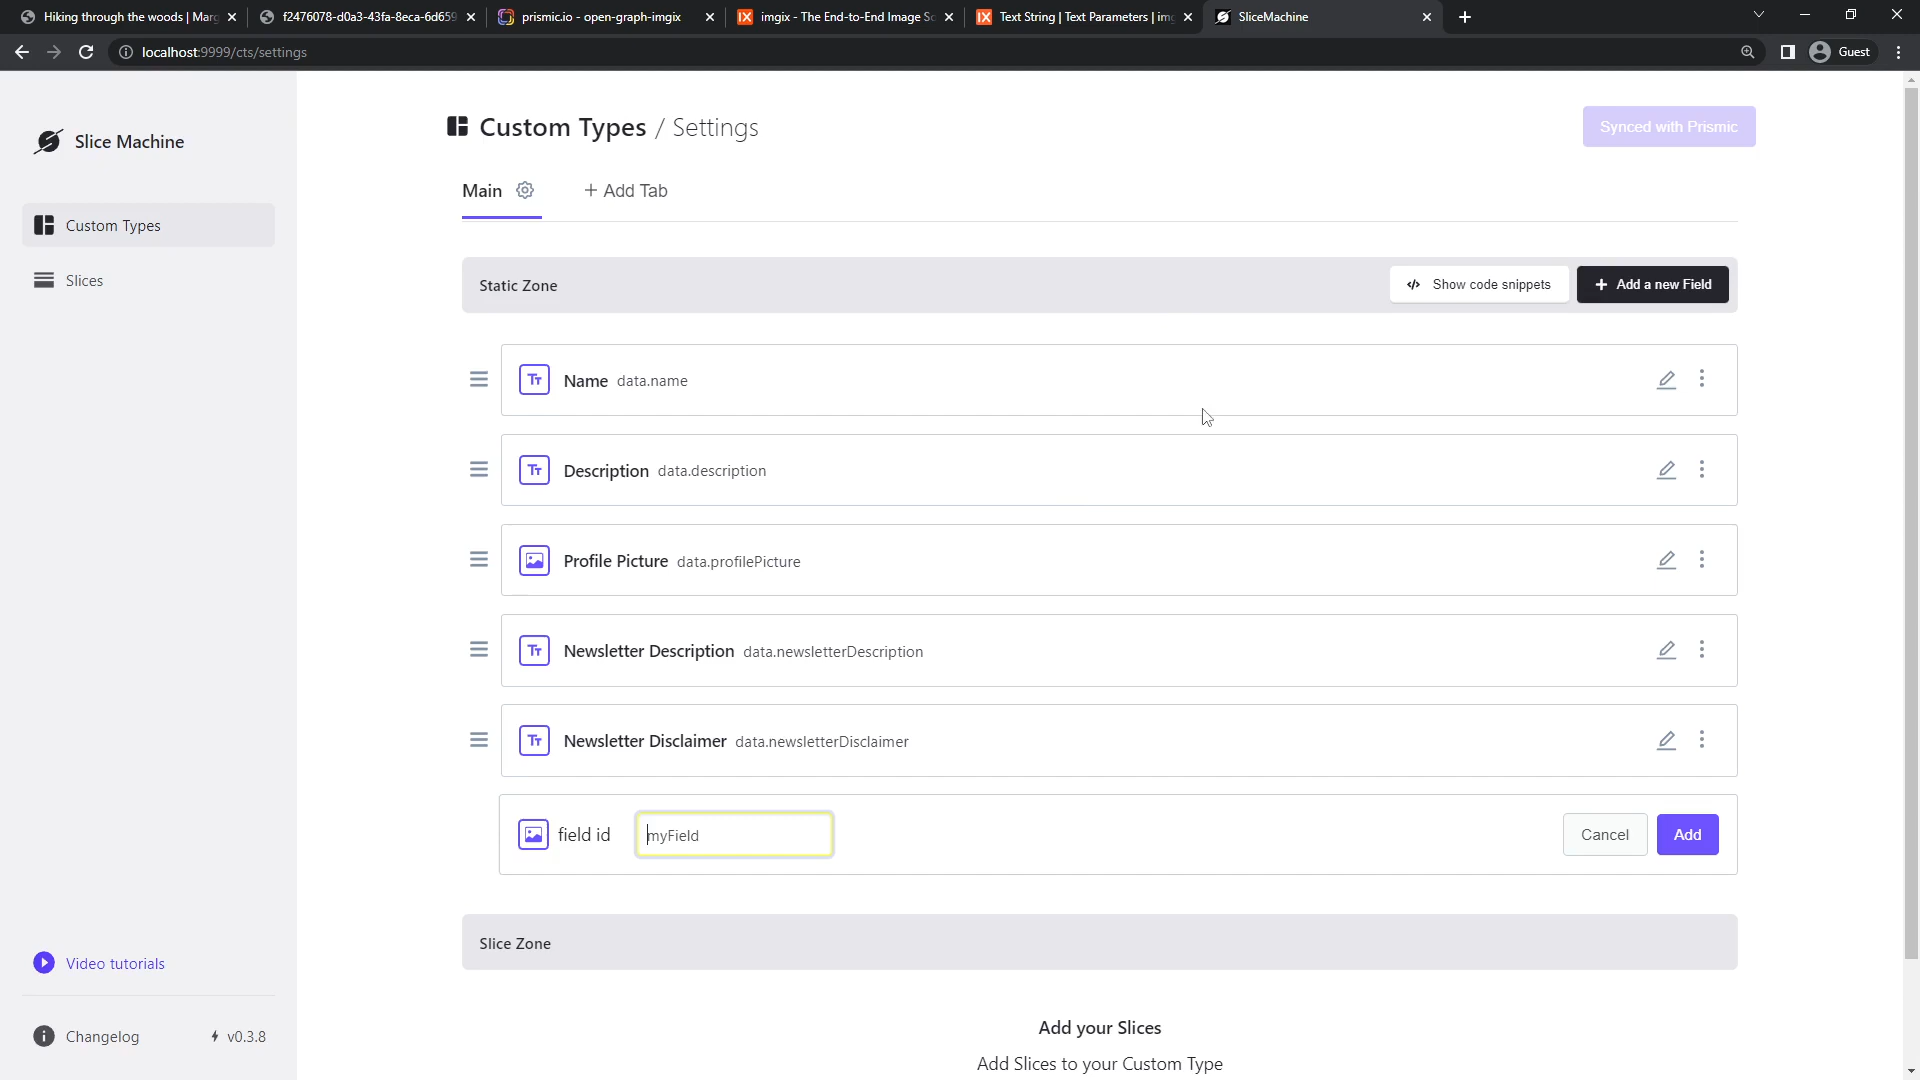 Hiking through the woods | Marg
f2476078-d0a3-43fa-8eca-6d659
prismic.io - open-graph-imgix
imgix - The End-to-End Image So
Text String | Text Parameters | im
SliceMachine
localhost:9999/cts/settings
Guest
Slice Machine
Custom Types
Slices
Video tutorials
Changelog
v0.3.8
Custom Types / Settings
Synced with Prismic
Main
+ Add Tab
Static Zone
</> Show code snippets
+ Add a new Field
Name data.name
Description data.description
Profile Picture data.profilePicture
Newsletter Description data.newsletterDescription
Newsletter Disclaimer data.newsletterDisclaimer
field id
myField
Cancel
Add
Slice Zone
Add your Slices
Add Slices to your Custom Type